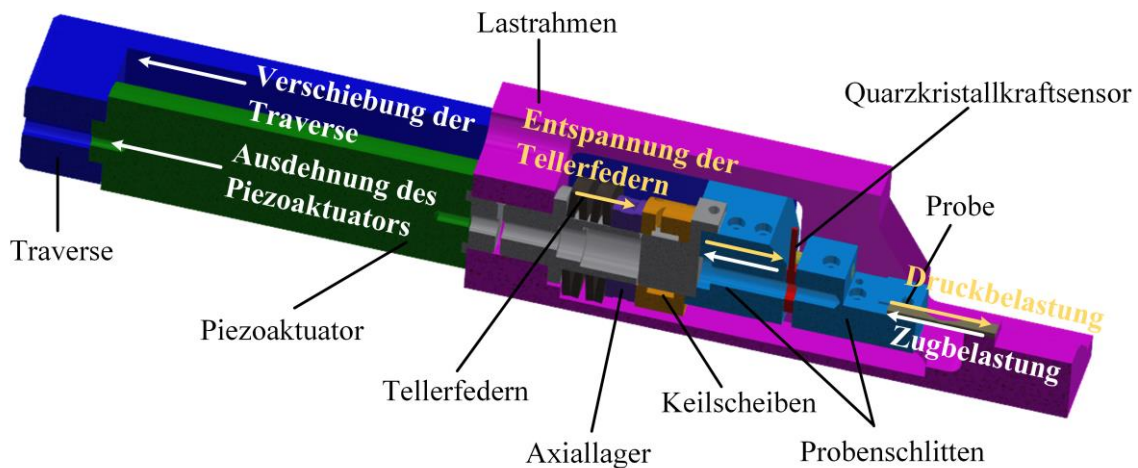 Lastrahmen
Quarzkristallkraftsensor
Verschiebung der
Traverse
Entspannung der
Tellerfedern
Ausdehnung des
Piezoaktuators
Probe
Traverse
Druckbelastung
Zugbelastung
Piezoaktuator
Tellerfedern
Keilscheiben
Axiallager
Probenschlitten